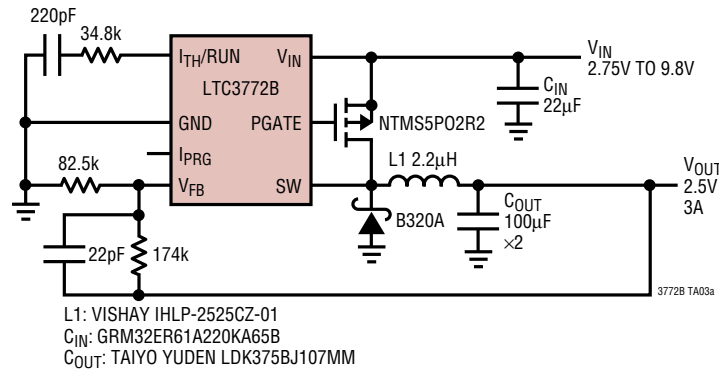 220pF
34.8k
ITH/RUN
VIN
VIN
2.75V TO 9.8V
LTC3772B
CIN
22µF
GND
PGATE
NTMS5PO2R2
IPRG
82.5k
L1 2.2µH
VFB
SW
VOUT
2.5V
3A
COUT
100µF
×2
B320A
22pF
174k
3772B TA03a
L1: VISHAY IHLP-2525CZ-01
CIN: GRM32ER61A220KA65B
COUT: TAIYO YUDEN LDK375BJ107MM